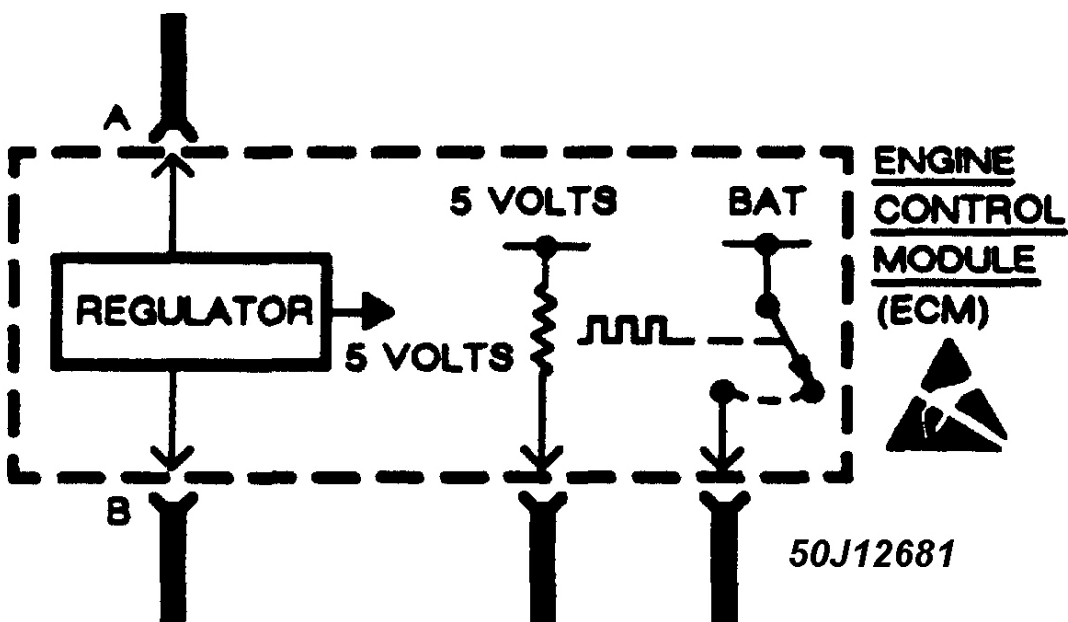 A
5 VOLTS
BAT
ENGINE
CONTROL
MODULE
(ECM)
REGULATOR
5 VOLTS
B
50J12681